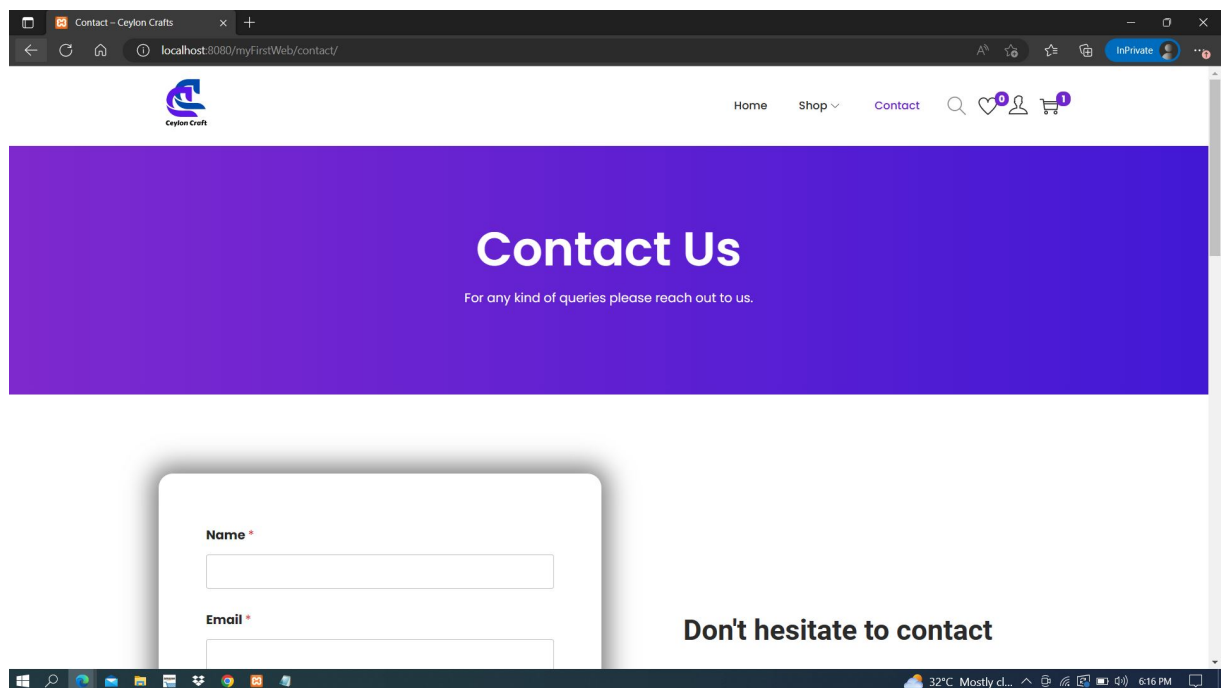 Contact – Ceylon Crafts
localhost:8080/myFirstWeb/contact/
InPrivate
Ceylon Craft
Home Shop Contact 0 1
Contact Us
For any kind of queries please reach out to us.
Name *
Email *
Don't hesitate to contact
32°C Mostly cl... 6:16 PM